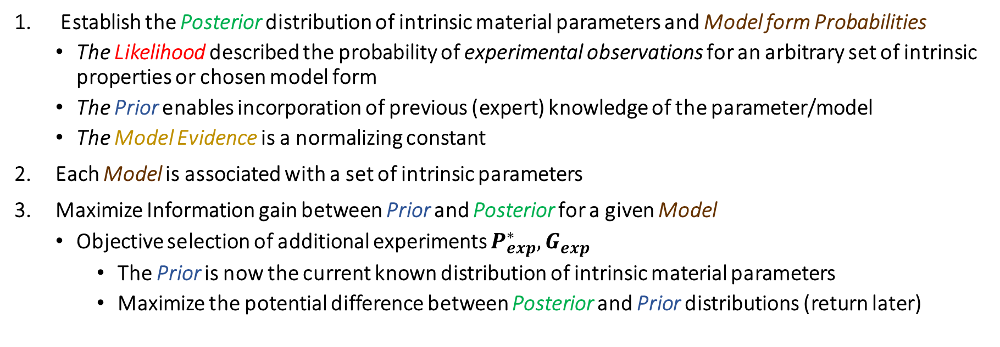 1. Establish the Posterior distribution of intrinsic material parameters and Model form Probabilities
• The Likelihood described the probability of experimental observations for an arbitrary set of intrinsic
properties or chosen model form
• The Prior enables incorporation of previous (expert) knowledge of the parameter/model
• The Model Evidence is a normalizing constant
2. Each Model is associated with a set of intrinsic parameters
3. Maximize Information gain between Prior and Posterior for a given Model
• Objective selection of additional experiments P*exp, Gexp
• The Prior is now the current known distribution of intrinsic material parameters
• Maximize the potential difference between Posterior and Prior distributions (return later)